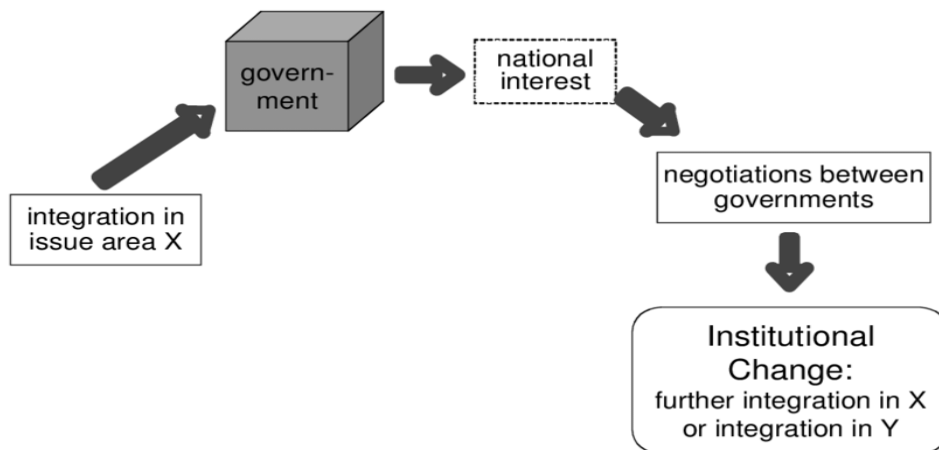 govern-
ment
national
interest
negotiations between
governments
integration in
issue area X
Institutional
Change:
further integration in X
or integration in Y